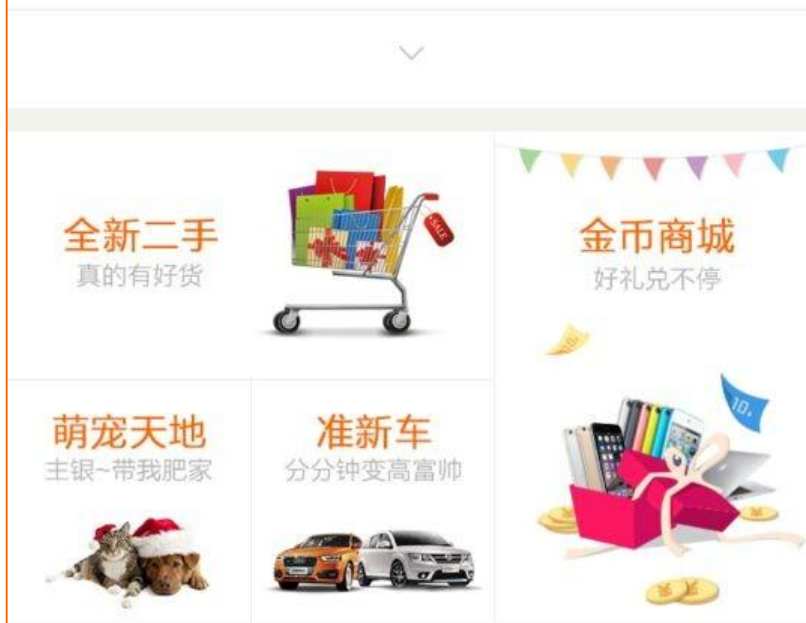 全新二手
真的有好货
SALE
金币商城
好礼兑不停
萌宠天地
主银~带我肥家
准新车
分分钟变高富帅